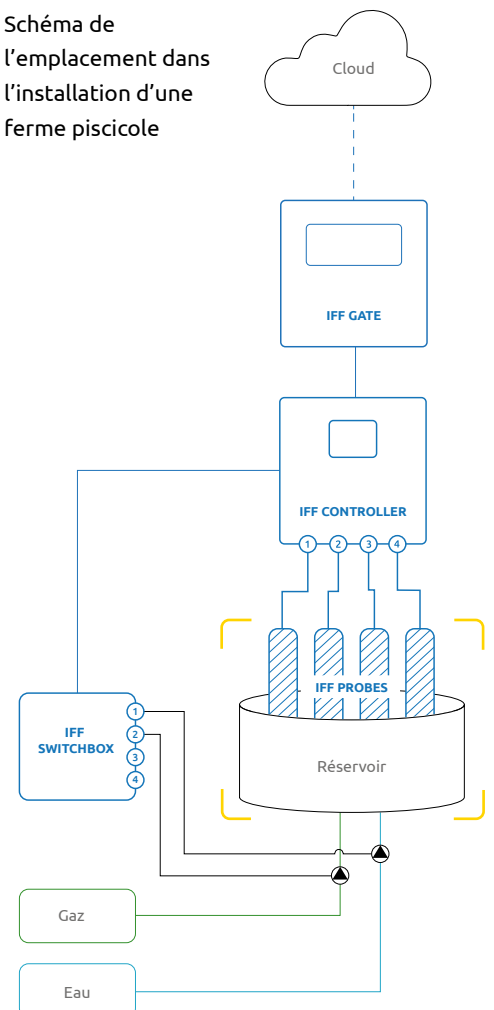 Schéma de
l’emplacement dans
l’installation d’une
ferme piscicole
Cloud
IFF GATE
IFF CONTROLLER
1 2 3 4
IFF PROBES
IFF
SWITCHBOX
1
2
3
4
Réservoir
Gaz
Eau